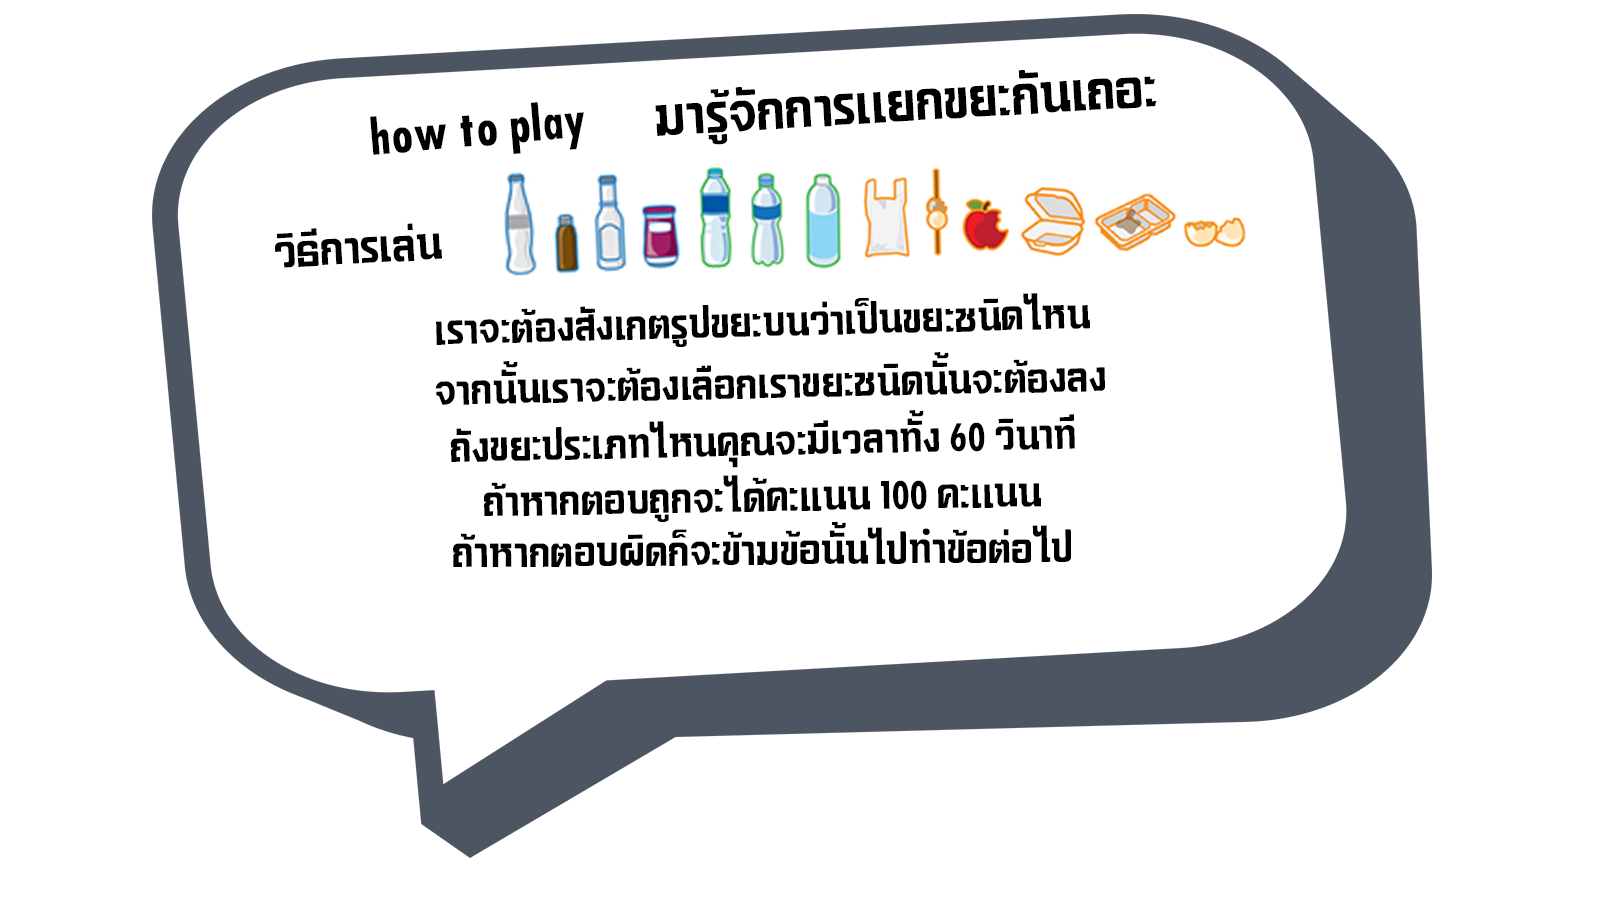 how to play มารู้จักการแยกขยะกันเถอะ
วิธีการเล่น
เราจะต้องสังเกตรูปขยะบนว่าเป็นขยะชนิดไหน
จากนั้นเราจะต้องเลือกเราขยะชนิดนั้นจะต้องลง
ถังขยะประเภทไหนคุณจะมีเวลาทั้ง 60 วินาที
ถ้าหากตอบถูกจะได้คะแนน 100 คะแนน
ถ้าหากตอบผิดก็จะข้ามข้อนั้นไปทำข้อต่อไป